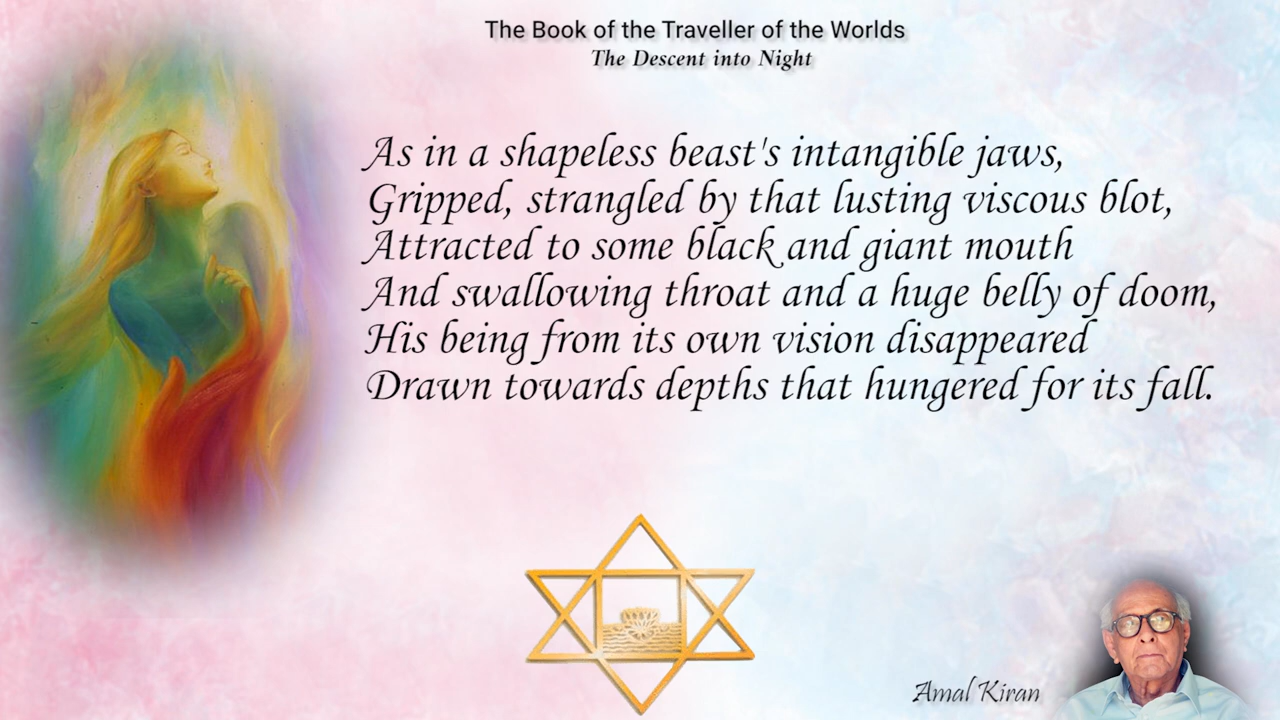 The Book of the Traveller of the Worlds
The Descent into Night
As in a shapeless beast's intangible jaws,
Gripped, strangled by that lusting viscous blot,
Attracted to some black and giant mouth
And swallowing throat and a huge belly of doom,
His being from its own vision disappeared
Drawn towards depths that hungered for its fall.
Amal Kiran